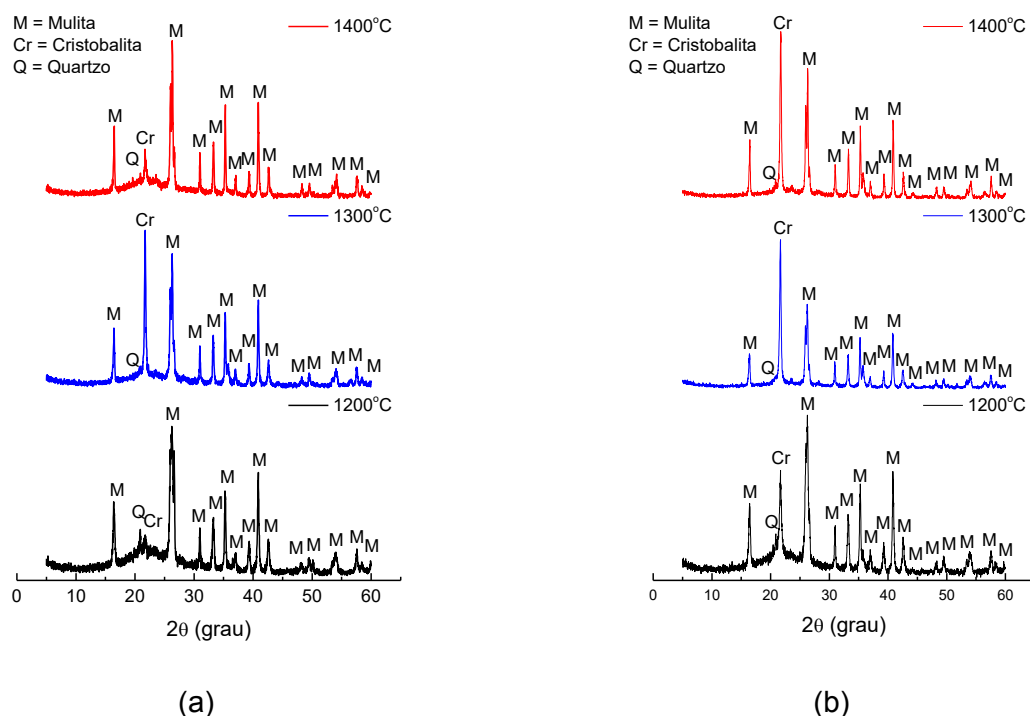 M = Mulita
Cr = Cristobalita
Q = Quartzo
1400°C
M Q Cr M M M M M M M M M M M M M
1300°C
M Q Cr M M M M M M M M M M M M M
1200°C
M Q Cr M M M M M M M M M M M M M
0 10 20 30 40 50 60
2θ (grau)
(a)
M = Mulita
Cr = Cristobalita
Q = Quartzo
1400°C
M Q Cr M M M M M M M M M M M M M M
1300°C
M Q Cr M M M M M M M M M M M M M M
1200°C
M Q Cr M M M M M M M M M M M M M M
0 10 20 30 40 50 60
2θ (grau)
(b)